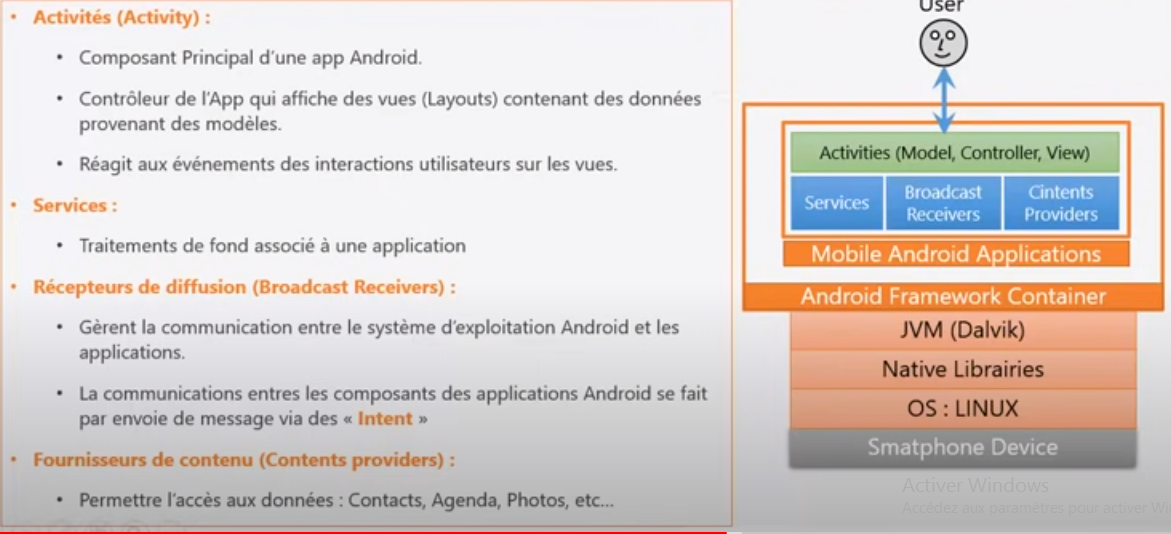 • Activités (Activity) :
• Composant Principal d'une app Android.
• Contrôleur de l'App qui affiche des vues (Layouts) contenant des données
provenant des modèles.
• Réagit aux événements des interactions utilisateurs sur les vues.
• Services :
• Traitements de fond associé à une application
• Récepteurs de diffusion (Broadcast Receivers) :
• Gèrent la communication entre le système d'exploitation Android et les
applications.
• La communications entres les composants des applications Android se fait
par envoie de message via des « Intent »
• Fournisseurs de contenu (Contents providers) :
• Permettre l'accès aux données : Contacts, Agenda, Photos, etc...
User
Activities (Model, Controller, View)
Services
Broadcast
Receivers
Cintents
Providers
Mobile Android Applications
Android Framework Container
JVM (Dalvik)
Native Librairies
OS : LINUX
Smatphone Device
Activer Windows
Accédez aux paramètres pour activer